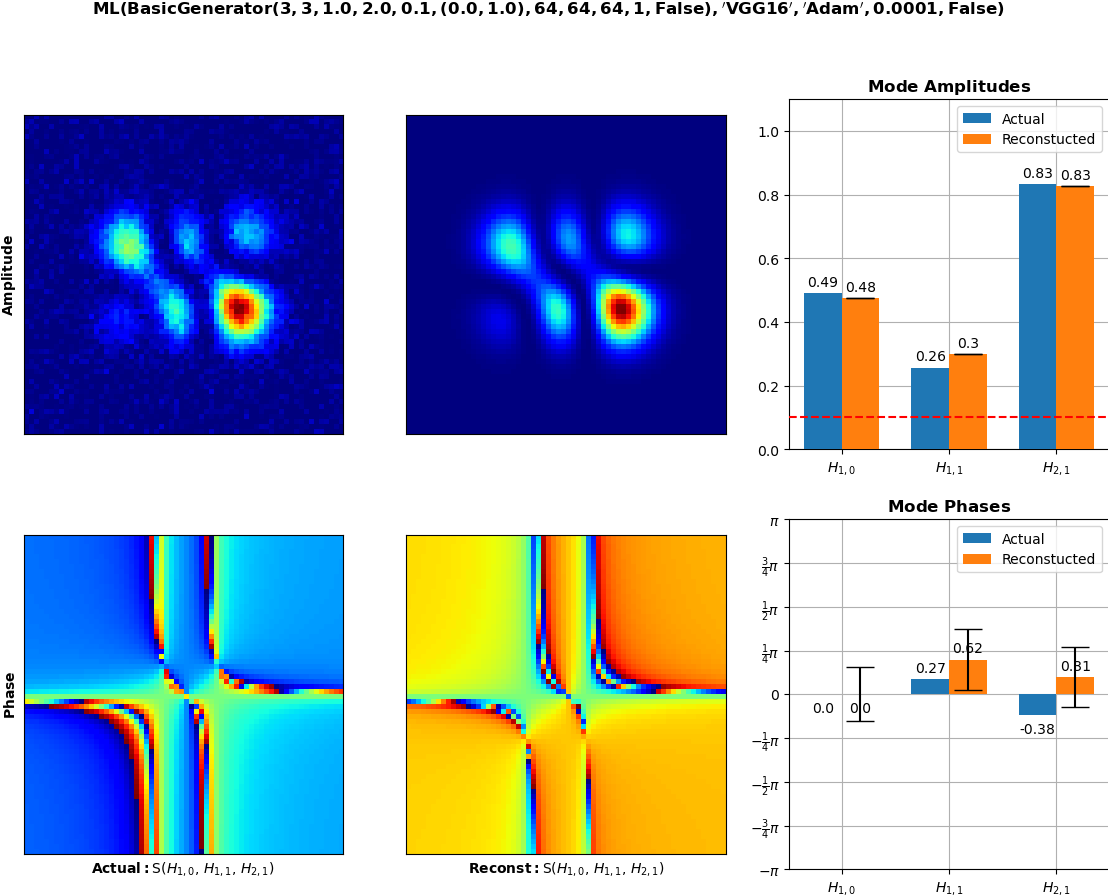 ML(BasicGenerator(3, 3, 1.0, 2.0, 0.1, (0.0, 1.0), 64, 64, 64, 1, False), ′VGG16′, ′Adam′, 0.0001, False)
Amplitude
Mode Amplitudes
Actual
Reconstucted
1.0
0.8
0.6
0.4
0.2
0.0
0.49
0.48
0.26
0.3
0.83
0.83
H1,0
H1,1
H2,1
Phase
Actual: S(H1,0, H1,1, H2,1)
Reconst: S(H1,0, H1,1, H2,1)
Mode Phases
Actual
Reconstucted
π
3/4π
1/2π
1/4π
0
−1/4π
−1/2π
−3/4π
−π
0.0
0.0
0.27
0.62
-0.38
0.31
H1,0
H1,1
H2,1